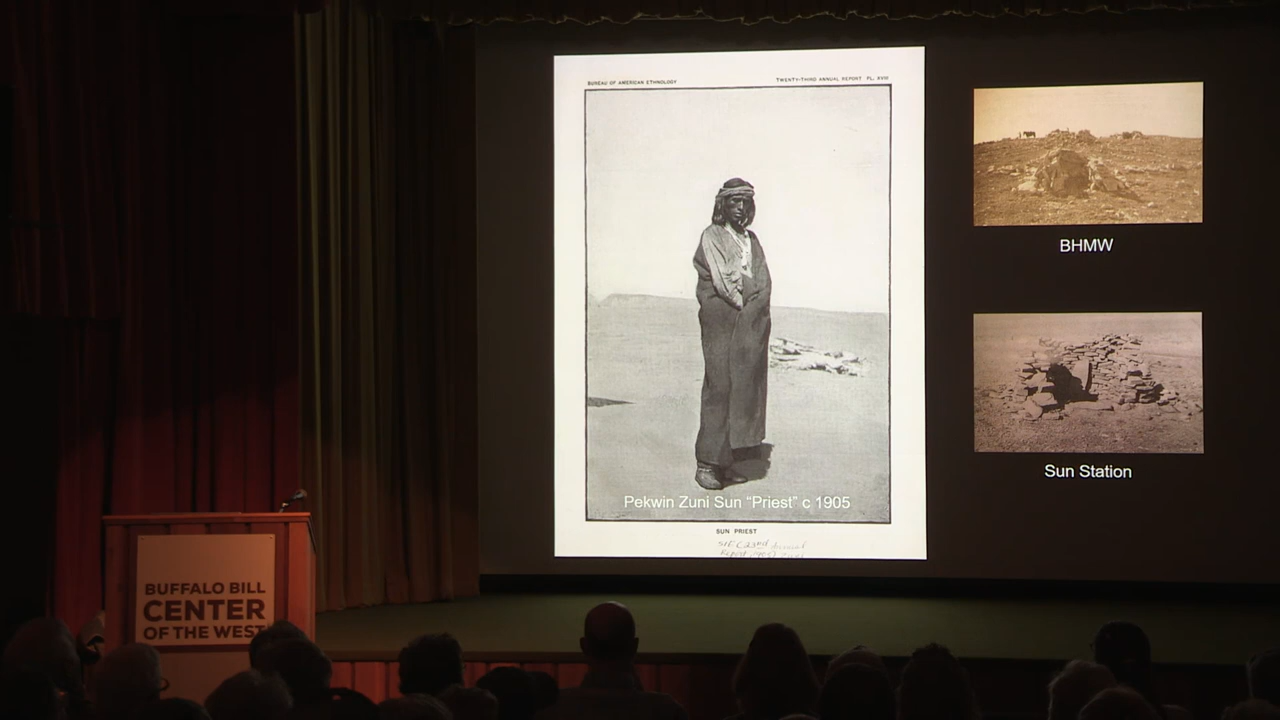 BUREAU OF AMERICAN ETHNOLOGY
TWENTY-THIRD ANNUAL REPORT PL. XVIII
Pekwin Zuni Sun “Priest” c 1905
SUN PRIEST
BHMW
Sun Station
BUFFALO BILL
CENTER
OF THE WEST